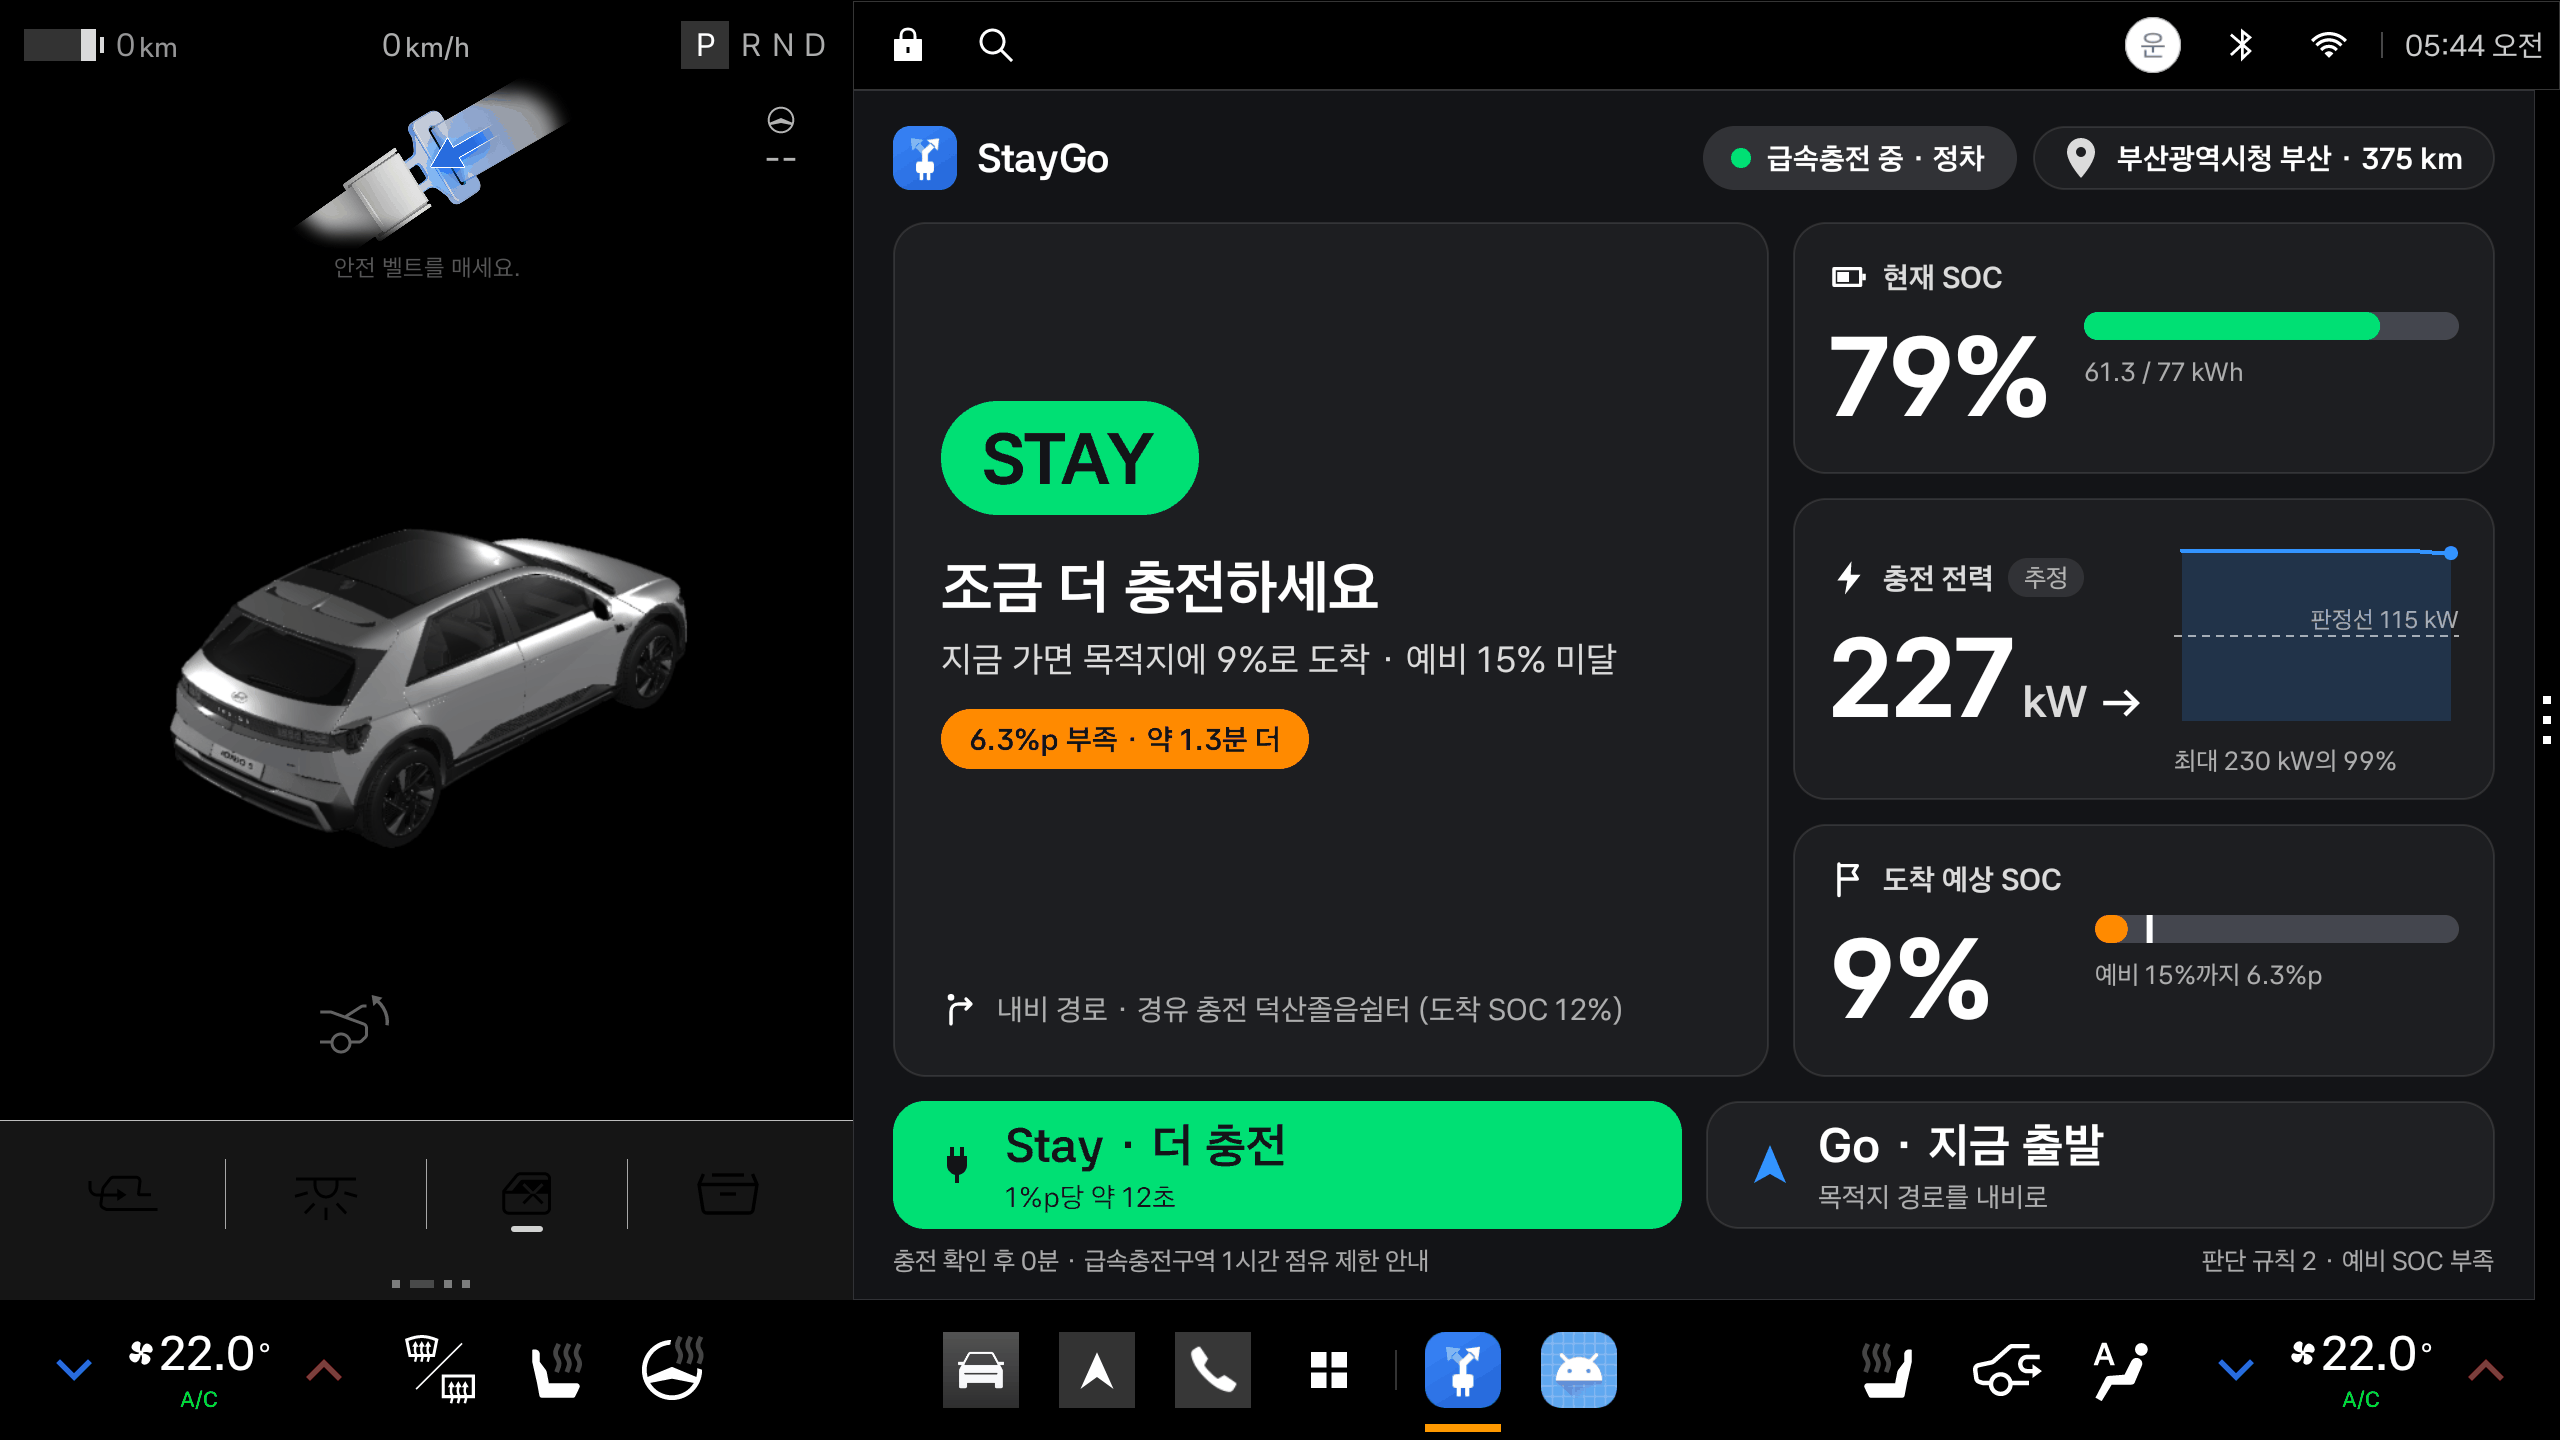 0 km
0 km/h
P R N D
--
안전 벨트를 매세요.
운
05:44 오전
StayGo
급속충전 중 · 정차
부산광역시청 부산 · 375 km
STAY
조금 더 충전하세요
지금 가면 목적지에 9%로 도착 · 예비 15% 미달
6.3%p 부족 · 약 1.3분 더
내비 경로 · 경유 충전 덕산졸음쉼터 (도착 SOC 12%)
현재 SOC
79%
61.3 / 77 kWh
충전 전력 추정
227 kW →
판정선 115 kW
최대 230 kW의 99%
도착 예상 SOC
9%
예비 15%까지 6.3%p
Stay · 더 충전
1%p당 약 12초
Go · 지금 출발
목적지 경로를 내비로
충전 확인 후 0분 · 급속충전구역 1시간 점유 제한 안내
판단 규칙 2 · 예비 SOC 부족
22.0°
A/C
A
22.0°
A/C